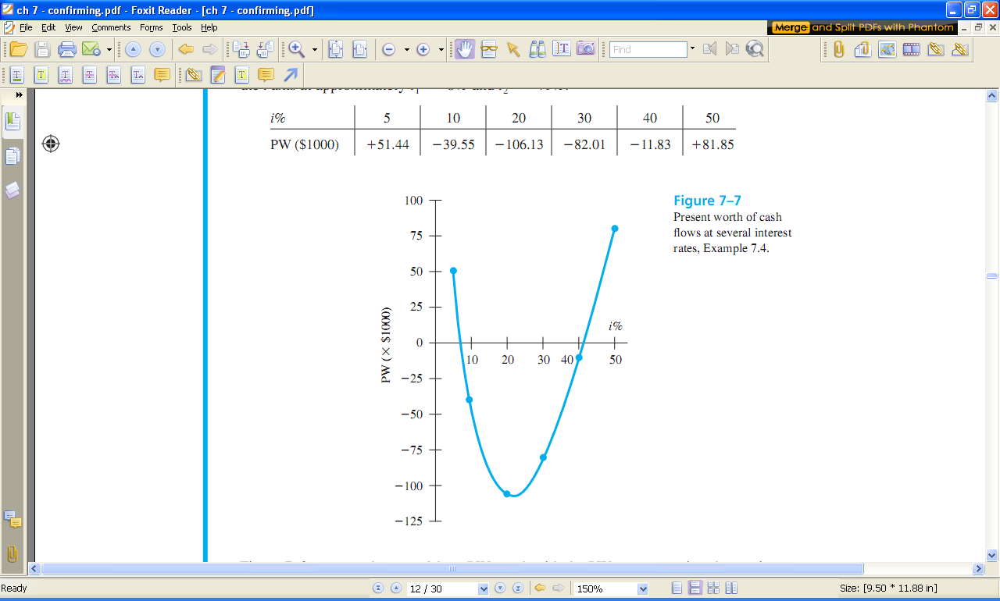 ch 7 - confirming.pdf - Foxit Reader - [ch 7 - confirming.pdf]
File Edit View Comments Forms Tools Help
Merge and Split PDFs with Phantom
Find
i% 5 10 20 30 40 50
PW ($1000) +51.44 −39.55 −106.13 −82.01 −11.83 +81.85
Figure 7–7
Present worth of cash
flows at several interest
rates, Example 7.4.
100
75
50
25
0
−25
−50
−75
−100
−125
PW (× $1000)
i%
10 20 30 40 50
Ready
12 / 30
150%
Size: [9.50 * 11.88 in]